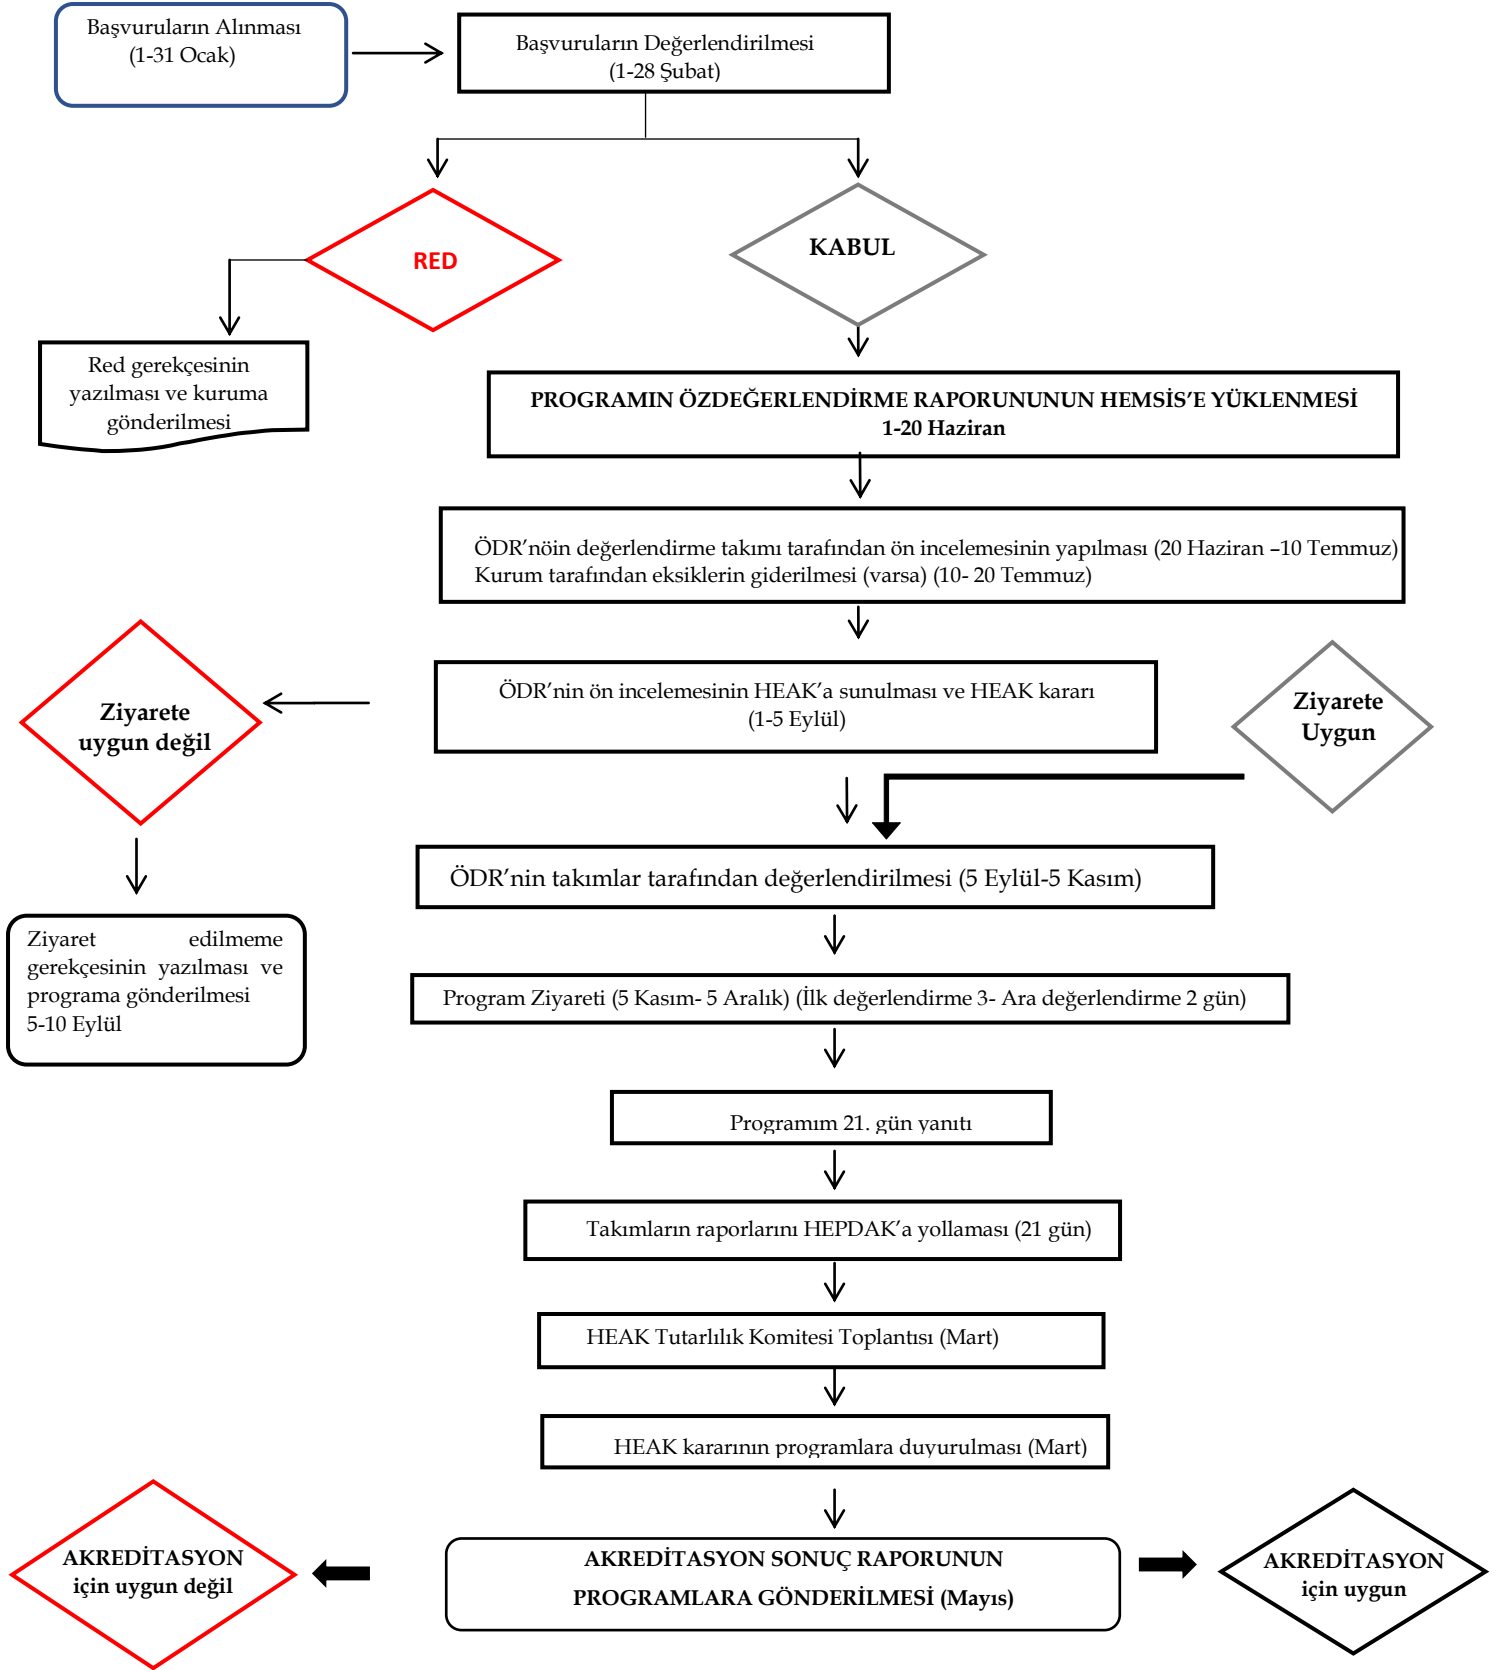 Başvuruların Alınması
(1-31 Ocak)
Başvuruların Değerlendirilmesi
(1-28 Şubat)
RED
KABUL
Red gerekçesinin
yazılması ve kuruma
gönderilmesi
PROGRAMIN ÖZDEĞERLENDİRME RAPORUNUNUN HEMSİS’E YÜKLENMESİ
1-20 Haziran
ÖDR’nöin değerlendirme takımı tarafından ön incelemesinin yapılması (20 Haziran –10 Temmuz)
Kurum tarafından eksiklerin giderilmesi (varsa) (10- 20 Temmuz)
Ziyarete
uygun değil
ÖDR’nin ön incelemesinin HEAK’a sunulması ve HEAK kararı
(1-5 Eylül)
Ziyarete
Uygun
ÖDR’nin takımlar tarafından değerlendirilmesi (5 Eylül-5 Kasım)
Ziyaret edilmeme
gerekçesinin yazılması ve
programa gönderilmesi
5-10 Eylül
Program Ziyareti (5 Kasım- 5 Aralık) (İlk değerlendirme 3- Ara değerlendirme 2 gün)
Programım 21. gün yanıtı
Takımların raporlarını HEPDAK’a yollaması (21 gün)
HEAK Tutarlılık Komitesi Toplantısı (Mart)
HEAK kararının programlara duyurulması (Mart)
AKREDİTASYON
için uygun değil
AKREDİTASYON SONUÇ RAPORUNUN
PROGRAMLARA GÖNDERİLMESİ (Mayıs)
AKREDİTASYON
için uygun